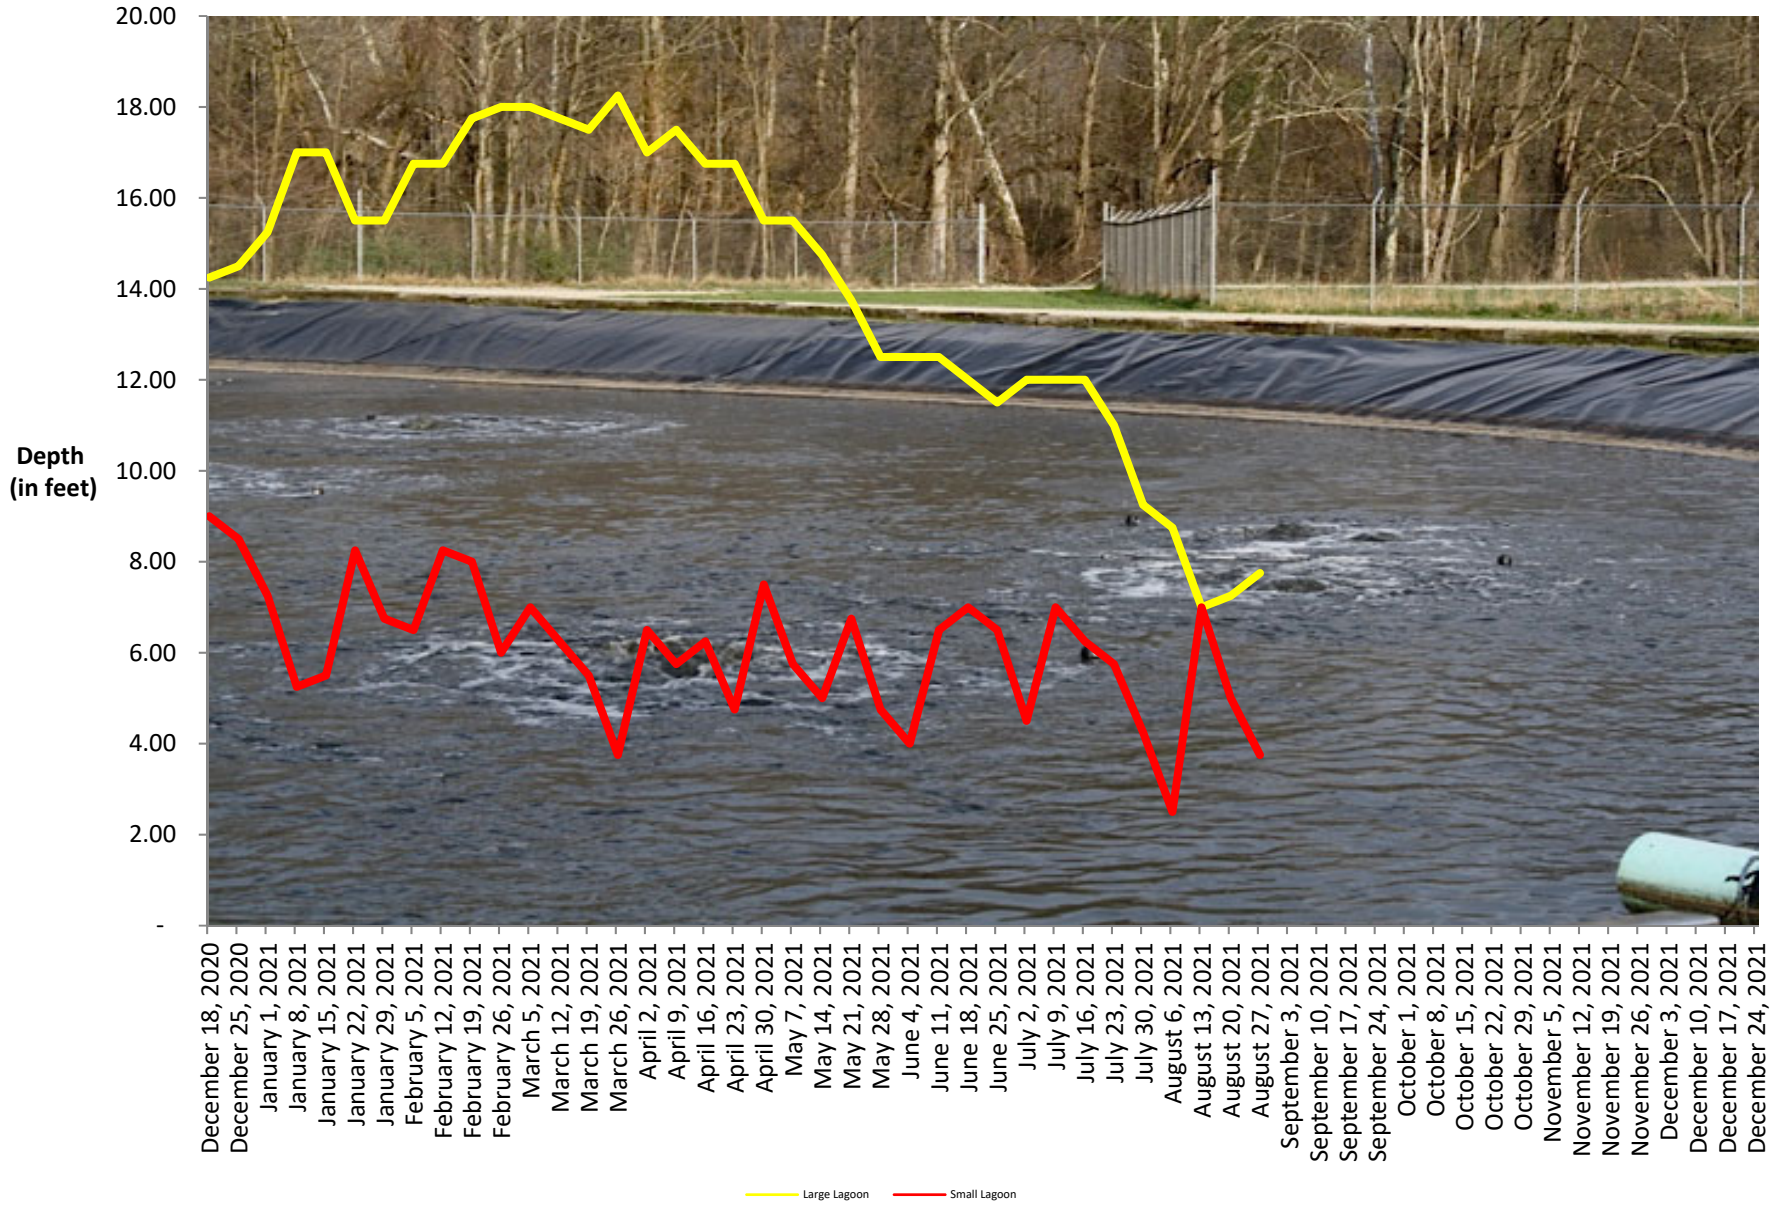 20.00
18.00
16.00
14.00
12.00
10.00
8.00
6.00
4.00
2.00
-
Depth
(in feet)
December 18, 2020
December 25, 2020
January 1, 2021
January 8, 2021
January 15, 2021
January 22, 2021
January 29, 2021
February 5, 2021
February 12, 2021
February 19, 2021
February 26, 2021
March 5, 2021
March 12, 2021
March 19, 2021
March 26, 2021
April 2, 2021
April 9, 2021
April 16, 2021
April 23, 2021
April 30, 2021
May 7, 2021
May 14, 2021
May 21, 2021
May 28, 2021
June 4, 2021
June 11, 2021
June 18, 2021
June 25, 2021
July 2, 2021
July 9, 2021
July 16, 2021
July 23, 2021
July 30, 2021
August 6, 2021
August 13, 2021
August 20, 2021
August 27, 2021
September 3, 2021
September 10, 2021
September 17, 2021
September 24, 2021
October 1, 2021
October 8, 2021
October 15, 2021
October 22, 2021
October 29, 2021
November 5, 2021
November 12, 2021
November 19, 2021
November 26, 2021
December 3, 2021
December 10, 2021
December 17, 2021
December 24, 2021
Large Lagoon
Small Lagoon